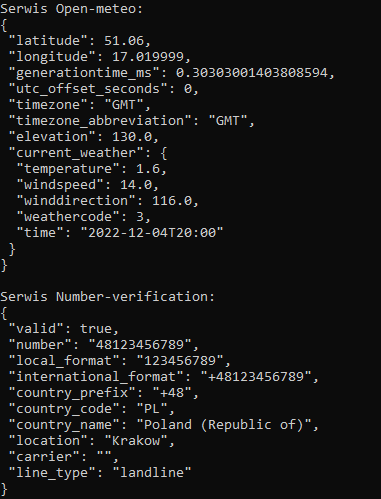 Serwis Open-meteo:
{
 "latitude": 51.06,
 "longitude": 17.019999,
 "generationtime_ms": 0.30303001403808594,
 "utc_offset_seconds": 0,
 "timezone": "GMT",
 "timezone_abbreviation": "GMT",
 "elevation": 130.0,
 "current_weather": {
  "temperature": 1.6,
  "windspeed": 14.0,
  "winddirection": 116.0,
  "weathercode": 3,
  "time": "2022-12-04T20:00"
 }
}

Serwis Number-verification:
{
 "valid": true,
 "number": "48123456789",
 "local_format": "123456789",
 "international_format": "+48123456789",
 "country_prefix": "+48",
 "country_code": "PL",
 "country_name": "Poland (Republic of)",
 "location": "Krakow",
 "carrier": "",
 "line_type": "landline"
}